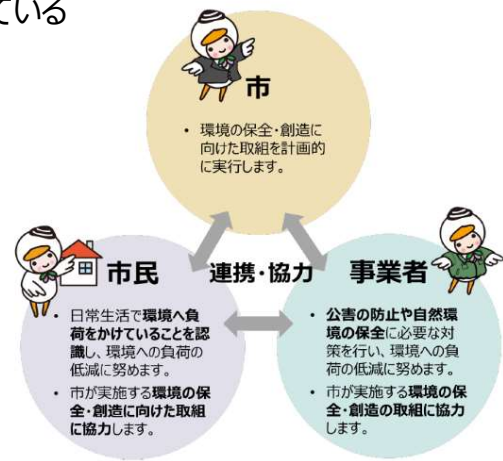 ている
市
• 環境の保全・創造に
向けた取組を計画的
に実行します。
市民
連携・協力
事業者
• 日常生活で環境へ負
荷をかけていることを認
識し、環境への負荷の
低減に努めます。
• 市が実施する環境の保
全・創造に向けた取組
に協力します。
• 公害の防止や自然環
境の保全に必要な対
策を行い、環境への負
荷の低減に努めます。
• 市が実施する環境の保
全・創造の取組に協力
します。